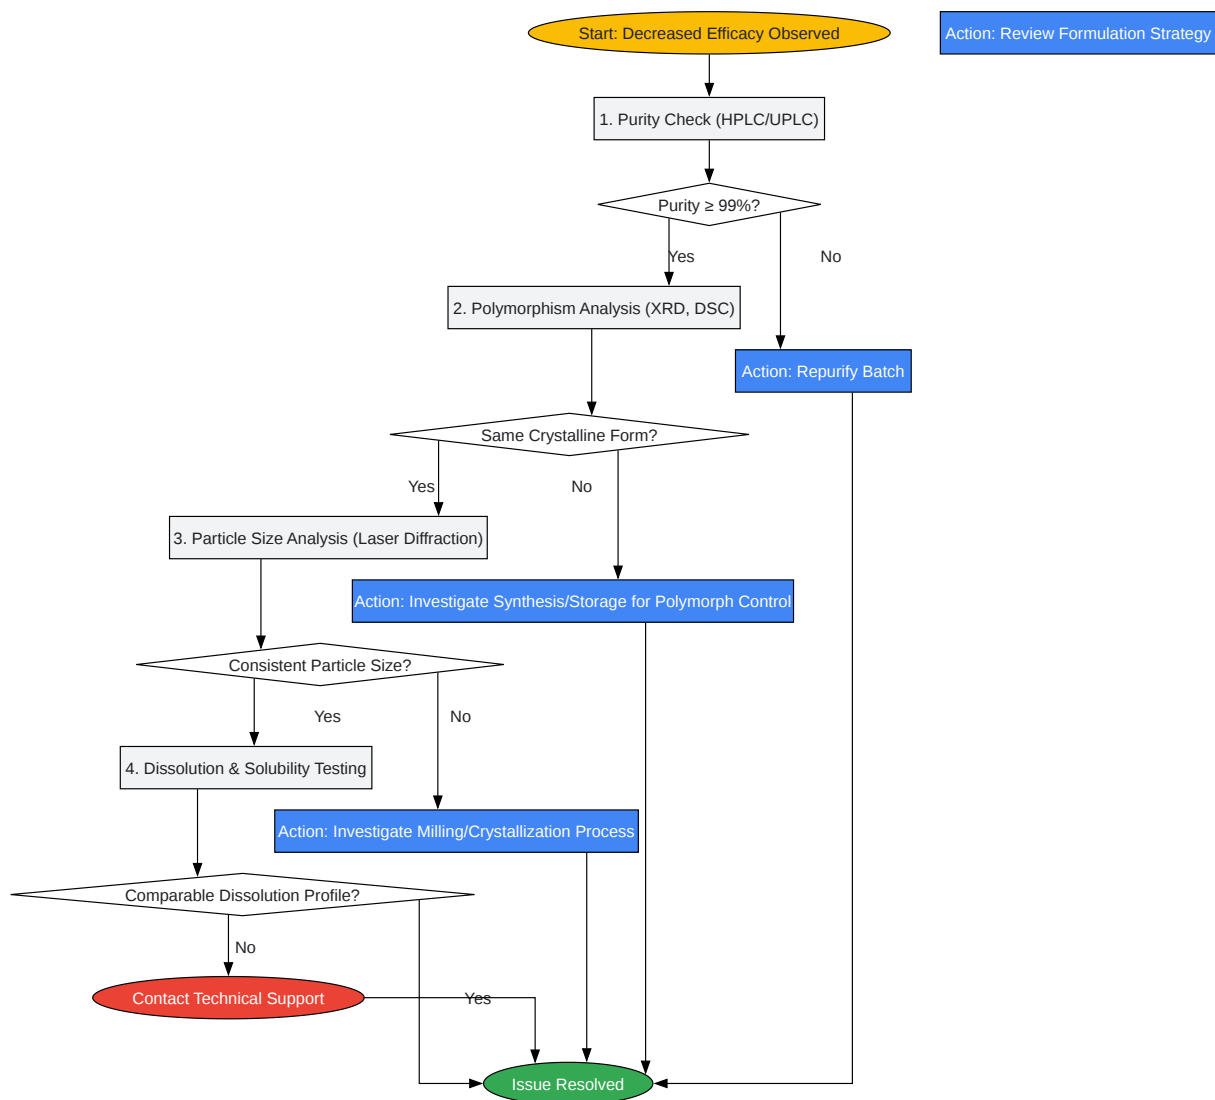 Start: Decreased Efficacy Observed
Action: Review Formulation Strategy
1. Purity Check (HPLC/UPLC)
Purity ≥ 99%?
Yes
No
2. Polymorphism Analysis (XRD, DSC)
Action: Repurify Batch
Same Crystalline Form?
Yes
No
3. Particle Size Analysis (Laser Diffraction)
Action: Investigate Synthesis/Storage for Polymorph Control
Consistent Particle Size?
Yes
No
4. Dissolution & Solubility Testing
Action: Investigate Milling/Crystallization Process
Comparable Dissolution Profile?
No
Contact Technical Support
Yes
Issue Resolved